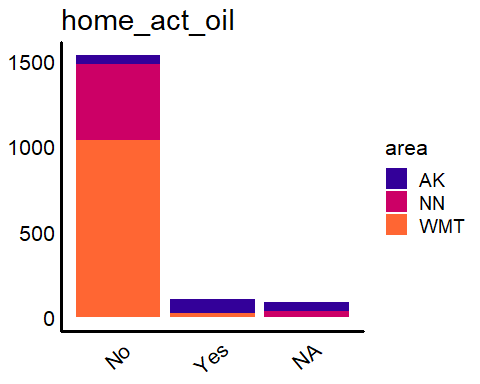 home_act_oil
1500
1000
500
0
No
Yes
NA
area
AK
NN
WMT